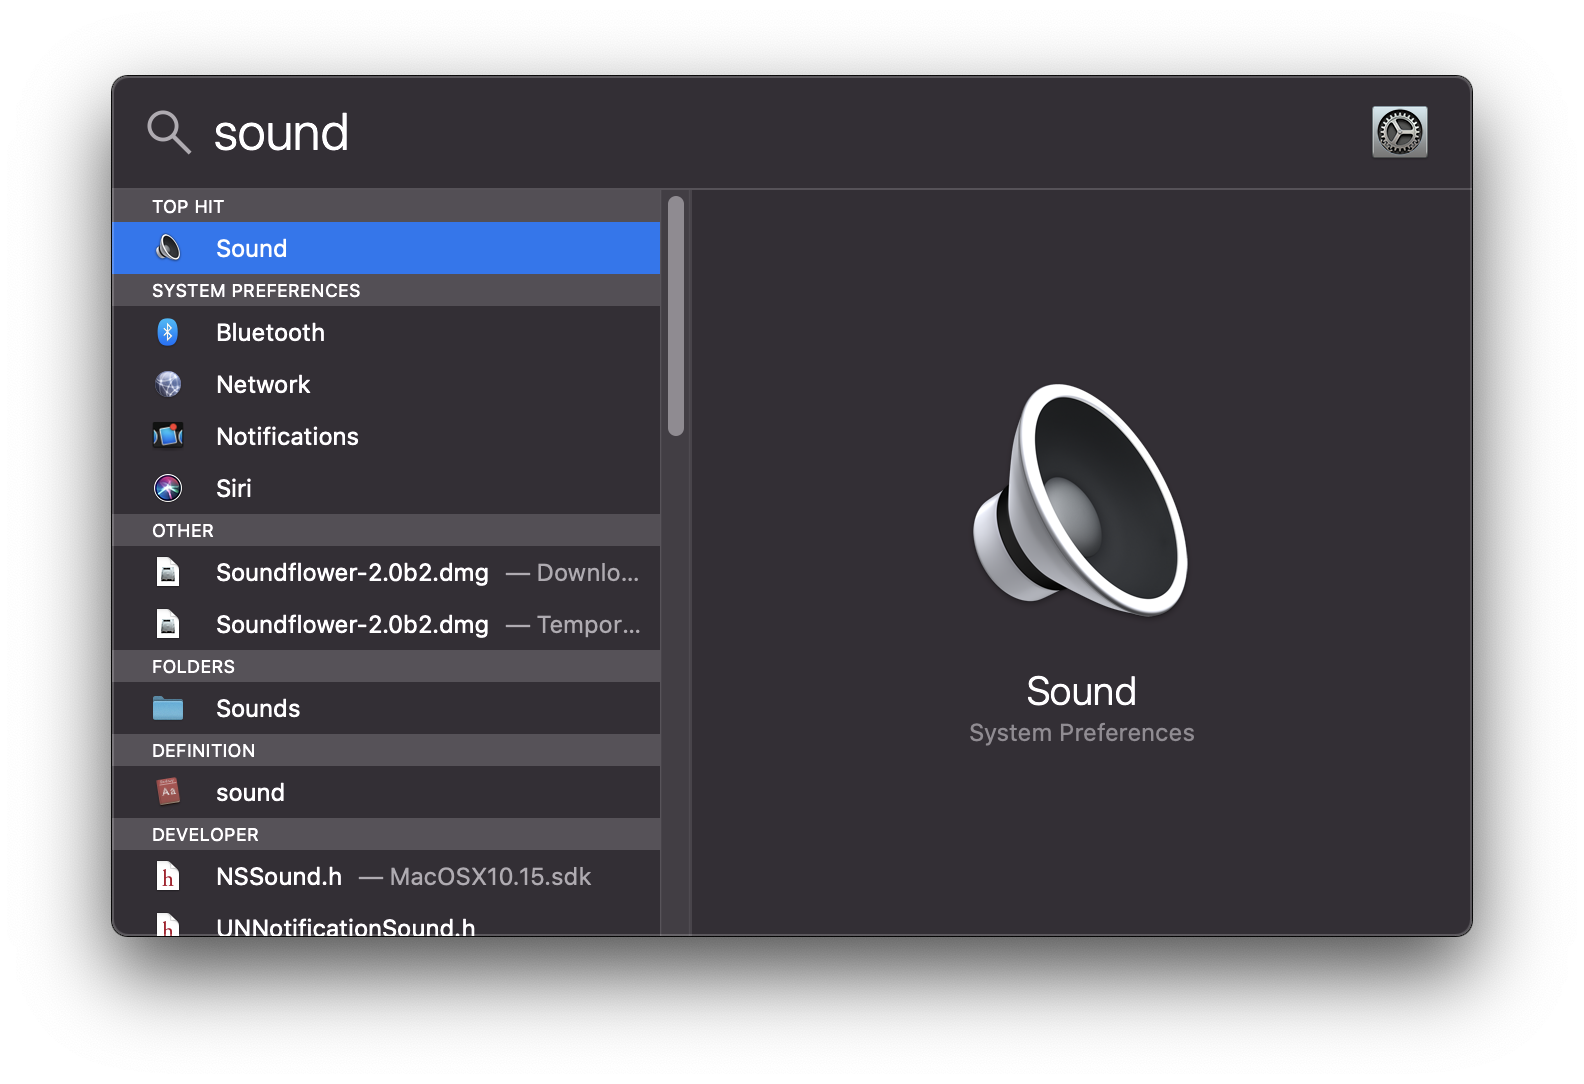 sound
TOP HIT
Sound
SYSTEM PREFERENCES
Bluetooth
Network
Notifications
Siri
OTHER
Soundflower-2.0b2.dmg — Downlo...
Soundflower-2.0b2.dmg — Tempor...
FOLDERS
Sounds
DEFINITION
Aa
sound
DEVELOPER
h NSSound.h — MacOSX10.15.sdk
h UNNotificationSound.h
Sound
System Preferences